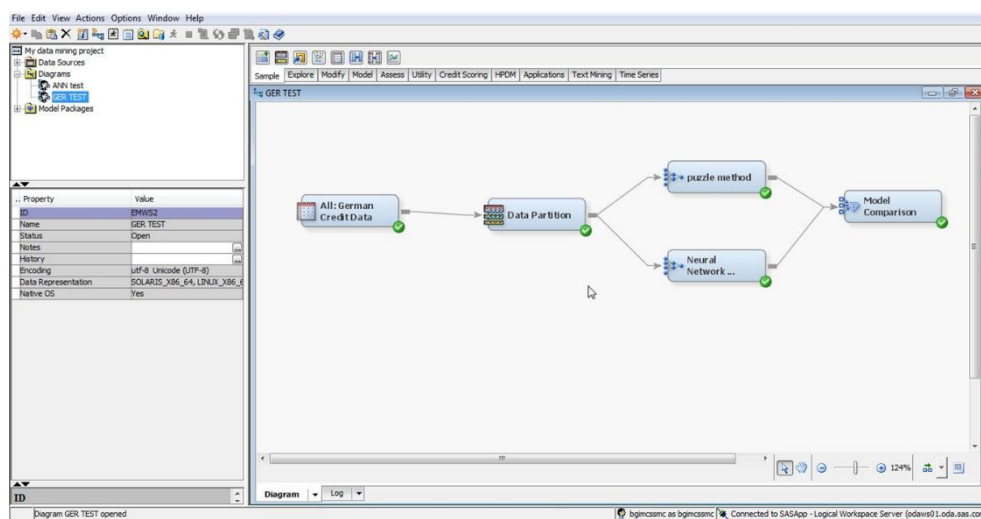 File Edit View Actions Options Window Help
My data mining project
Data Sources
Diagrams
ANN test
GER TEST
Model Packages
.. Property Value
ID EMWS2
Name GER TEST
Status Open
Notes
History
Encoding utf-8 Unicode (UTF-8)
Data Representation SOLARIS_X86_64, LINUX_X86_6
Native OS Yes
ID
Diagram GER TEST opened
Sample Explore Modify Model Assess Utility Credit Scoring HPDM Applications Text Mining Time Series
GER TEST
All: German
Credit Data
Data Partition
puzzle method
Neural
Network ...
Model
Comparison
124%
Diagram Log
bgimcssmc as bgimcssmc Connected to SASApp - Logical Workspace Server (odaws01.oda.sas.com